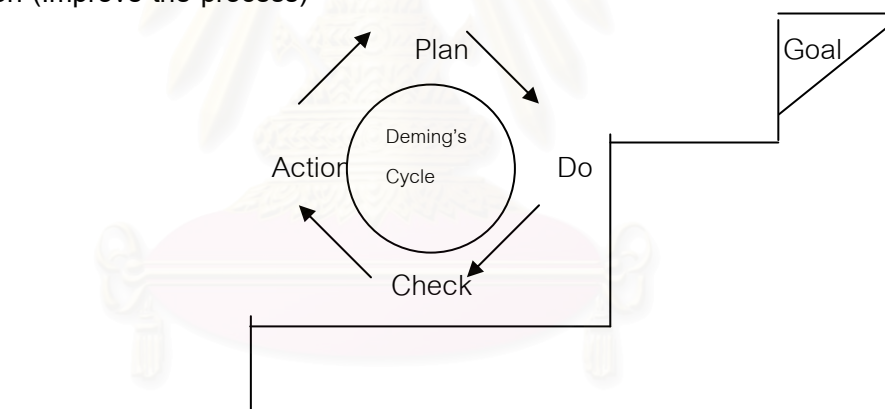 (improve the process)
Plan
Goal
Deming's
Cycle
Action
Do
Check